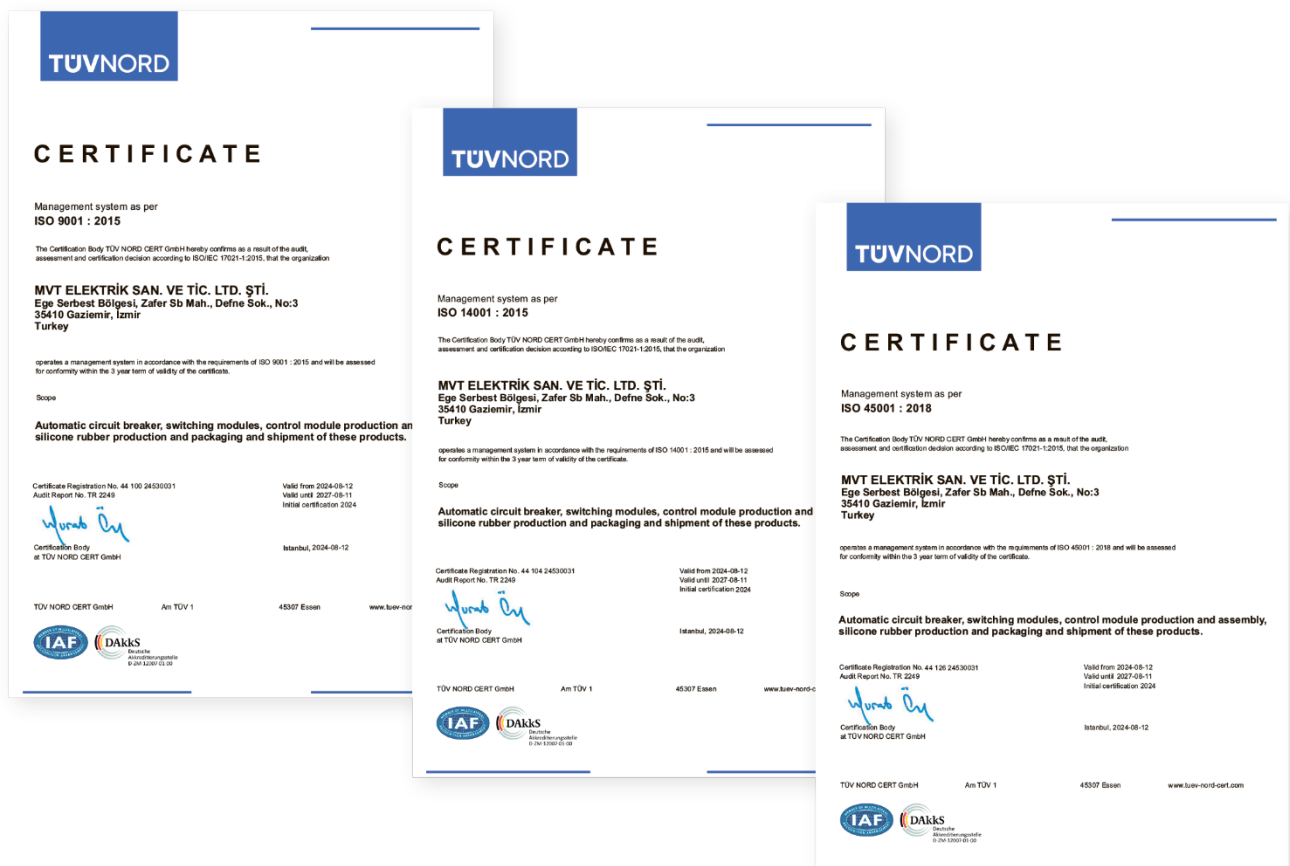 TÜVNORD
CERTIFICATE
Management system as per
ISO 9001 : 2015
The Certification Body TÜV NORD CERT GmbH hereby confirms as a result of the audit,
assessment and certification decision according to ISO/IEC 17021-1:2015, that the organization
MVT ELEKTRİK SAN. VE TİC. LTD. ŞTİ.
Ege Serbest Bölgesi, Zafer Sb Mah., Defne Sok., No:3
35410 Gaziemir, İzmir
Turkey
operates a management system in accordance with the requirements of ISO 9001 : 2015 and will be assessed
for conformity within the 3 year term of validity of the certificate.
Scope
Automatic circuit breaker, switching modules, control module production
silicone rubber production and packaging and shipment of these products.
Certificate Registration No. 44 100 24530031
Audit Report No. TR 2249
Valid from 2024-08-12
Valid until 2027-08-11
Initial certification 2024
Certification Body
at TÜV NORD CERT GmbH
Istanbul, 2024-08-12
TÜV NORD CERT GmbH Am TÜV 1 45307 Essen www.tuev-nor
IAF
DAkkS
Deutsche
Akkreditierungsstelle
D-ZM-12007-01-00
TÜVNORD
CERTIFICATE
Management system as per
ISO 14001 : 2015
The Certification Body TÜV NORD CERT GmbH hereby confirms as a result of the audit,
assessment and certification decision according to ISO/IEC 17021-1:2015, that the organization
MVT ELEKTRİK SAN. VE TİC. LTD. ŞTİ.
Ege Serbest Bölgesi, Zafer Sb Mah., Defne Sok., No:3
35410 Gaziemir, İzmir
Turkey
operates a management system in accordance with the requirements of ISO 14001 : 2015 and will be assessed
for conformity within the 3 year term of validity of the certificate.
Scope
Automatic circuit breaker, switching modules, control module production and
silicone rubber production and packaging and shipment of these products.
Certificate Registration No. 44 104 24530031
Audit Report No. TR 2249
Valid from 2024-08-12
Valid until 2027-08-11
Initial certification 2024
Certification Body
at TÜV NORD CERT GmbH
Istanbul, 2024-08-12
TÜV NORD CERT GmbH Am TÜV 1 45307 Essen www.tuev-nord-c
IAF
DAkkS
Deutsche
Akkreditierungsstelle
D-ZM-12007-01-00
TÜVNORD
CERTIFICATE
Management system as per
ISO 45001 : 2018
The Certification Body TÜV NORD CERT GmbH hereby confirms as a result of the audit,
assessment and certification decision according to ISO/IEC 17021-1:2015, that the organization
MVT ELEKTRİK SAN. VE TİC. LTD. ŞTİ.
Ege Serbest Bölgesi, Zafer Sb Mah., Defne Sok., No:3
35410 Gaziemir, İzmir
Turkey
operates a management system in accordance with the requirements of ISO 45001 : 2018 and will be assessed
for conformity within the 3 year term of validity of the certificate.
Scope
Automatic circuit breaker, switching modules, control module production and assembly,
silicone rubber production and packaging and shipment of these products.
Certificate Registration No. 44 126 24530031
Audit Report No. TR 2249
Valid from 2024-08-12
Valid until 2027-08-11
Initial certification 2024
Certification Body
at TÜV NORD CERT GmbH
Istanbul, 2024-08-12
TÜV NORD CERT GmbH Am TÜV 1 45307 Essen www.tuev-nord-cert.com
IAF
DAkkS
Deutsche
Akkreditierungsstelle
D-ZM-12007-01-00